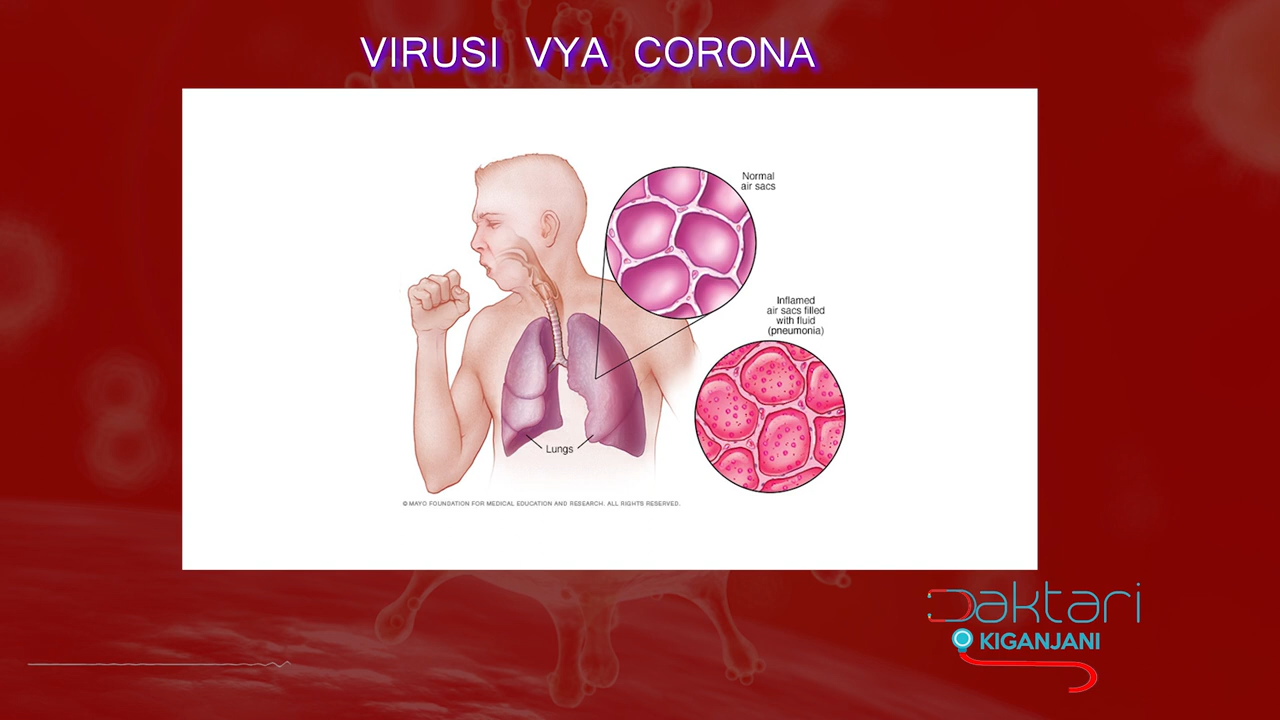 VIRUSI VYA CORONA
Normal
air sacs
Inflamed
air sacs filled
with fluid
(pneumonia)
Lungs
© MAYO FOUNDATION FOR MEDICAL EDUCATION AND RESEARCH. ALL RIGHTS RESERVED.
Daktari
KIGANJANI